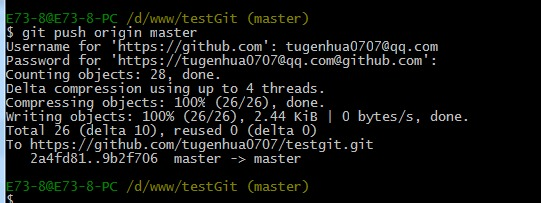 E73-8@E73-8-PC /d/www/testGit (master)
$ git push origin master
Username for 'https://github.com': tugenhua0707@qq.com
Password for 'https://tugenhua0707@qq.com@github.com':
Counting objects: 28, done.
Delta compression using up to 4 threads.
Compressing objects: 100% (26/26), done.
Writing objects: 100% (26/26), 2.44 KiB | 0 bytes/s, done.
Total 26 (delta 10), reused 0 (delta 0)
To https://github.com/tugenhua0707/testgit.git
   2a4fd81..9b2f706  master -> master
E73-8@E73-8-PC /d/www/testGit (master)
$